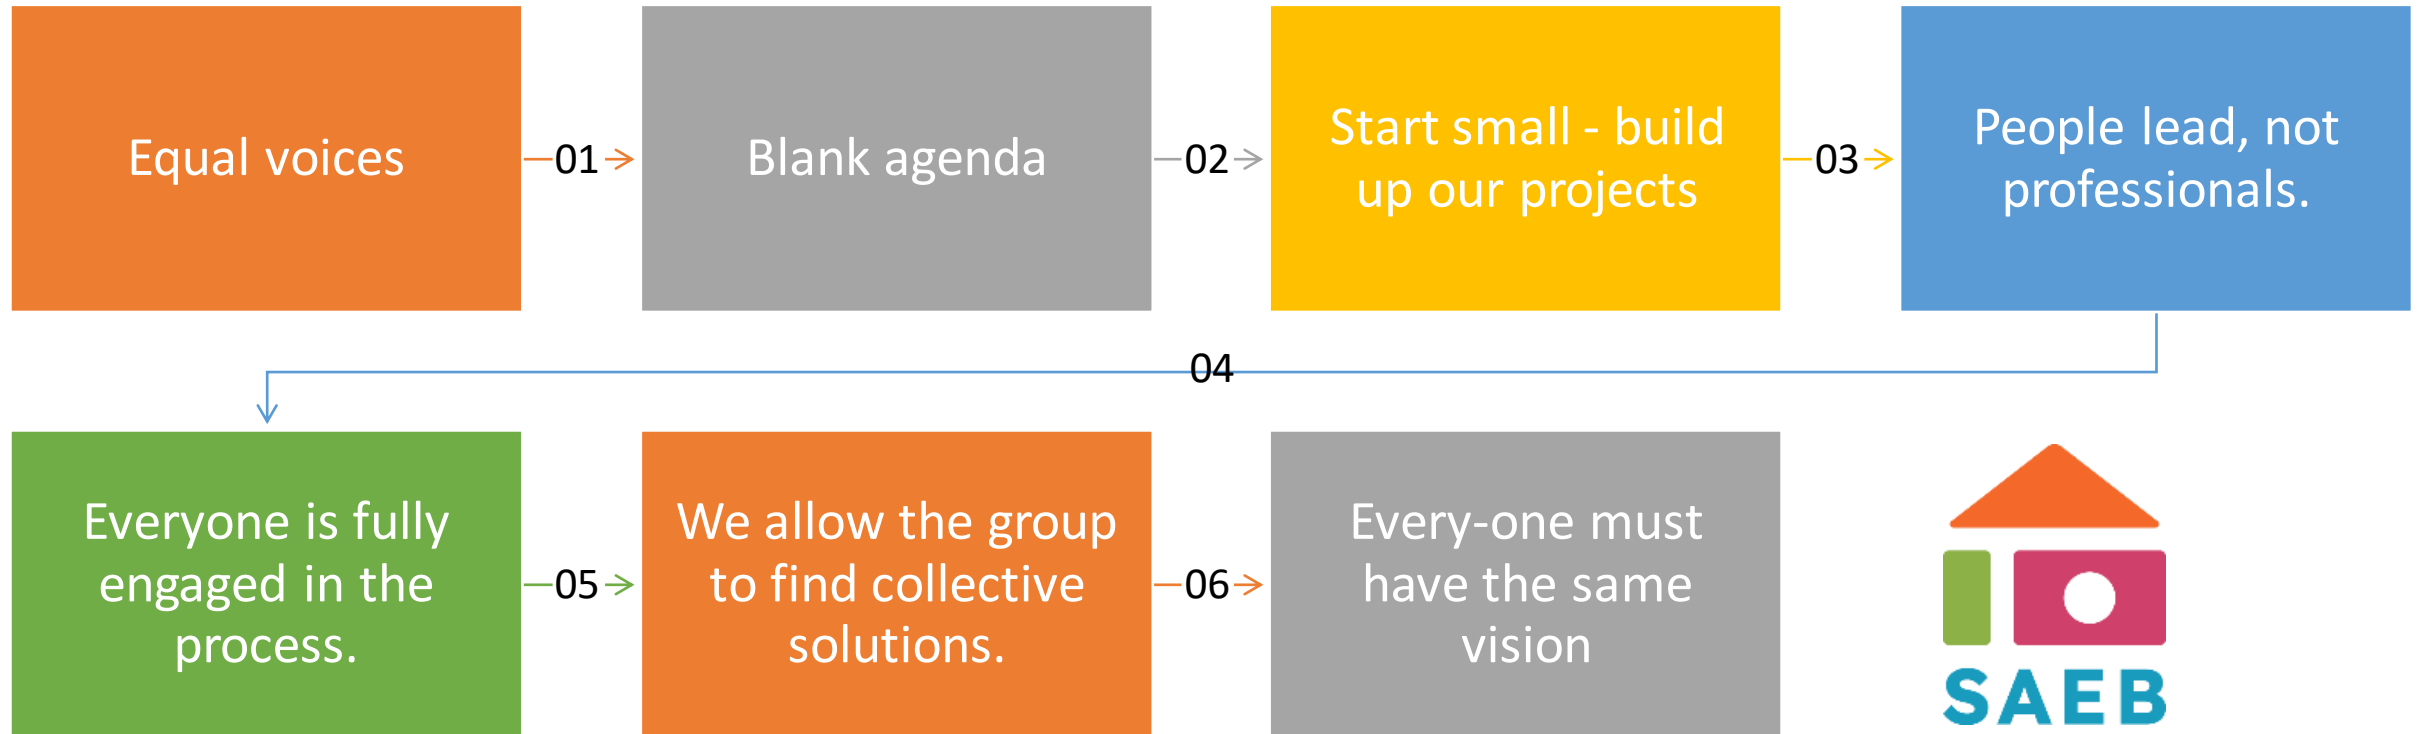 Equal voices
01
Blank agenda
02
Start small - build
up our projects
03
People lead, not
professionals.
04
Everyone is fully
engaged in the
process.
05
We allow the group
to find collective
solutions.
06
Every-one must
have the same
vision
SAEB